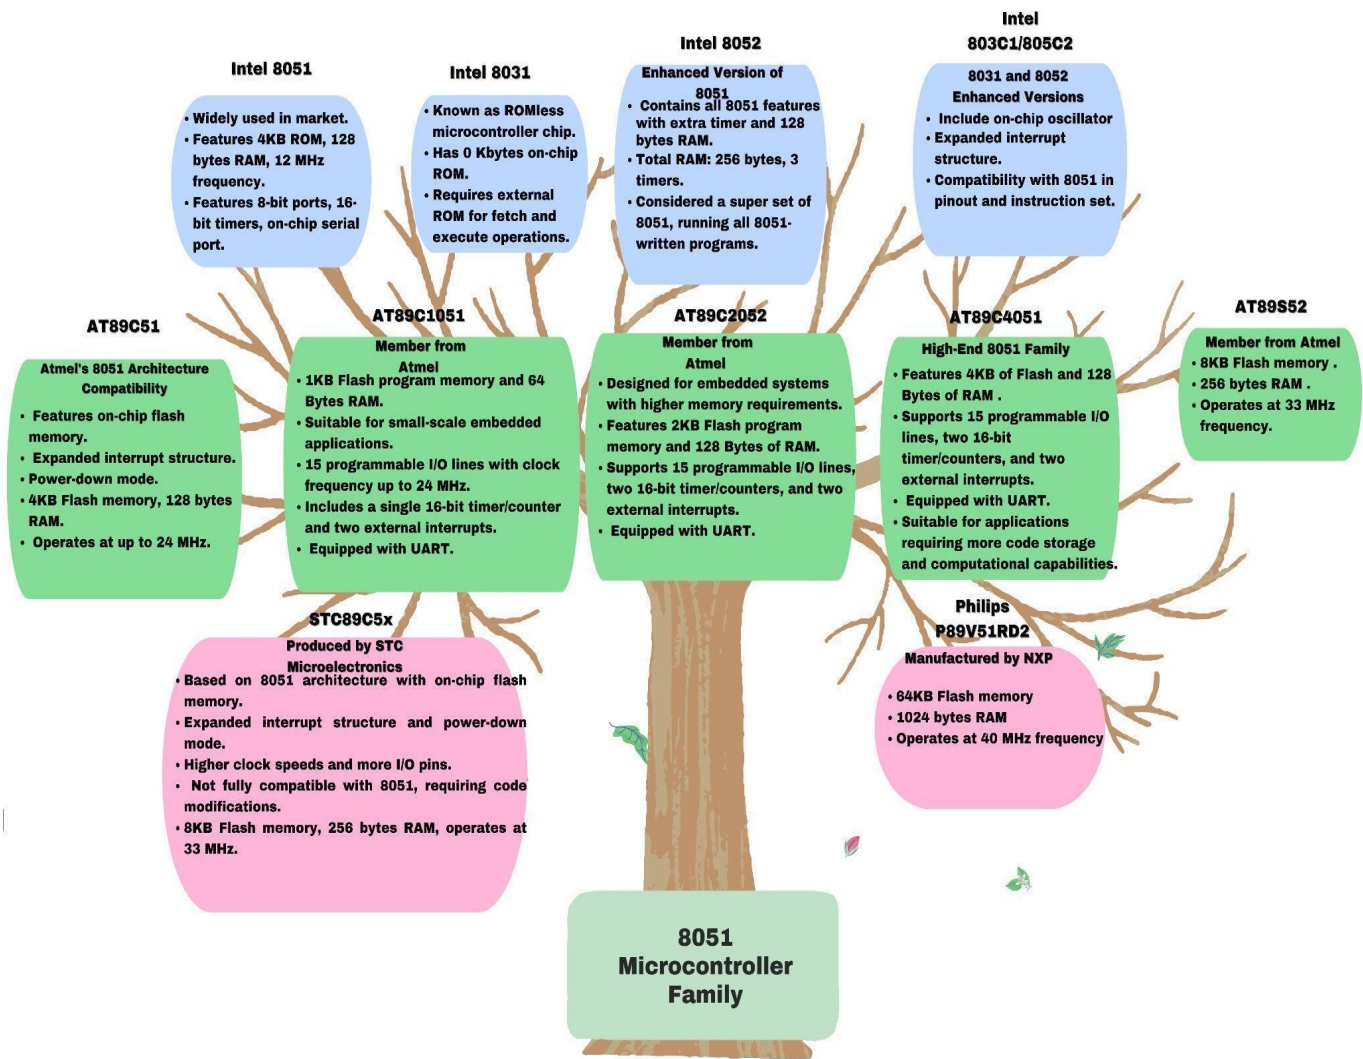 Intel 8051
• Widely used in market.
• Features 4KB ROM, 128
bytes RAM, 12 MHz
frequency.
• Features 8-bit ports, 16-
bit timers, on-chip serial
port.
Intel 8031
• Known as ROMless
microcontroller chip.
• Has 0 Kbytes on-chip
ROM.
• Requires external
ROM for fetch and
execute operations.
Intel 8052
Enhanced Version of
8051
• Contains all 8051 features
with extra timer and 128
bytes RAM.
• Total RAM: 256 bytes, 3
timers.
• Considered a super set of
8051, running all 8051-
written programs.
Intel
803C1/805C2
8031 and 8052
Enhanced Versions
• Include on-chip oscillator
• Expanded interrupt
structure.
• Compatibility with 8051 in
pinout and instruction set.
AT89C51
Atmel's 8051 Architecture
Compatibility
• Features on-chip flash
memory.
• Expanded interrupt structure.
• Power-down mode.
• 4KB Flash memory, 128 bytes
RAM.
• Operates at up to 24 MHz.
AT89C1051
Member from
Atmel
• 1KB Flash program memory and 64
Bytes RAM.
• Suitable for small-scale embedded
applications.
• 15 programmable I/O lines with clock
frequency up to 24 MHz.
• Includes a single 16-bit timer/counter
and two external interrupts.
• Equipped with UART.
AT89C2052
Member from
Atmel
• Designed for embedded systems
with higher memory requirements.
• Features 2KB Flash program
memory and 128 Bytes of RAM.
• Supports 15 programmable I/O lines,
two 16-bit timer/counters, and two
external interrupts.
• Equipped with UART.
AT89C4051
High-End 8051 Family
• Features 4KB of Flash and 128
Bytes of RAM .
• Supports 15 programmable I/O
lines, two 16-bit
timer/counters, and two
external interrupts.
• Equipped with UART.
• Suitable for applications
requiring more code storage
and computational capabilities.
AT89S52
Member from Atmel
• 8KB Flash memory .
• 256 bytes RAM .
• Operates at 33 MHz
frequency.
STC89C5x
Produced by STC
Microelectronics
• Based on 8051 architecture with on-chip flash
memory.
• Expanded interrupt structure and power-down
mode.
• Higher clock speeds and more I/O pins.
• Not fully compatible with 8051, requiring code
modifications.
• 8KB Flash memory, 256 bytes RAM, operates at
33 MHz.
Philips
P89V51RD2
Manufactured by NXP
• 64KB Flash memory
• 1024 bytes RAM
• Operates at 40 MHz frequency
8051
Microcontroller
Family